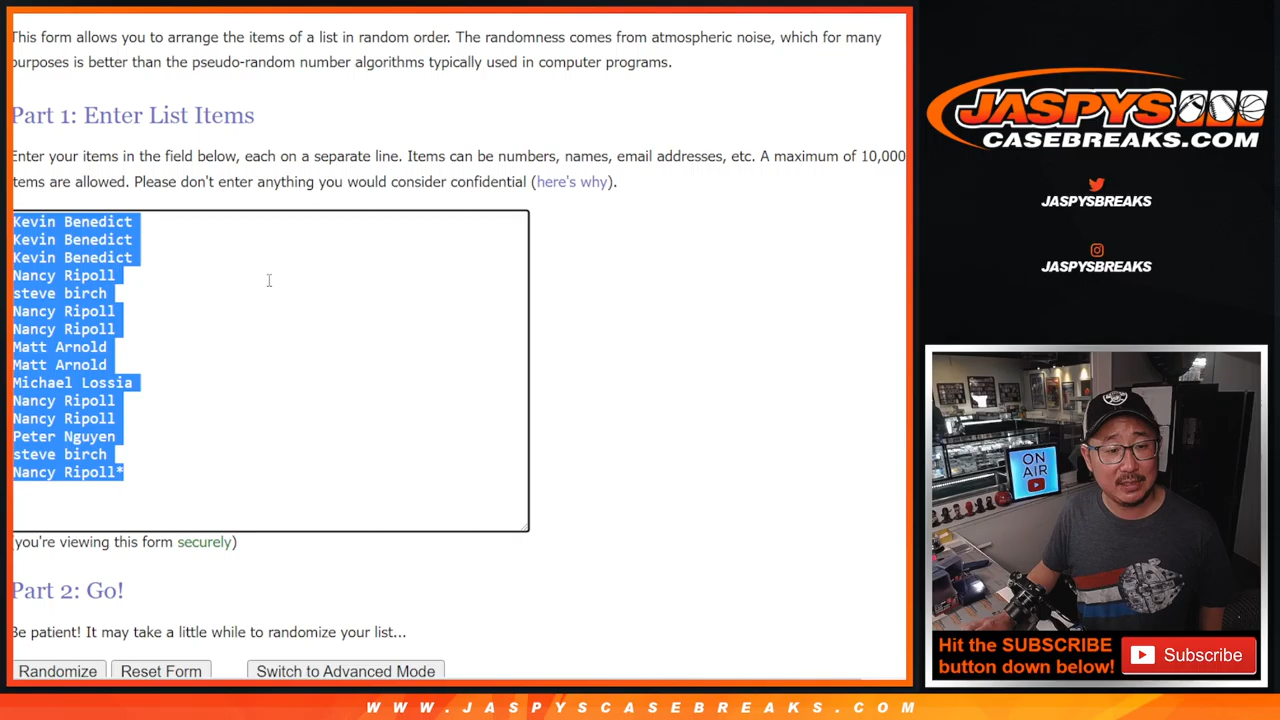 This form allows you to arrange the items of a list in random order. The randomness comes from atmospheric noise, which for many
purposes is better than the pseudo-random number algorithms typically used in computer programs.
Part 1: Enter List Items
Enter your items in the field below, each on a separate line. Items can be numbers, names, email addresses, etc. A maximum of 10,000
items are allowed. Please don't enter anything you would consider confidential (here's why).
Kevin Benedict
Kevin Benedict
Kevin Benedict
Nancy Ripoll
steve birch
Nancy Ripoll
Nancy Ripoll
Matt Arnold
Matt Arnold
Michael Lossia
Nancy Ripoll
Nancy Ripoll
Peter Nguyen
steve birch
Nancy Ripoll*
(you're viewing this form securely)
Part 2: Go!
Be patient! It may take a little while to randomize your list...
Randomize
Reset Form
Switch to Advanced Mode
JASPYS
CASEBREAKS.COM
JASPYSBREAKS
JASPYSBREAKS
ON
AIR
Hit the SUBSCRIBE
button down below!
Subscribe
WWW.JASPYSCASEBREAKS.COM